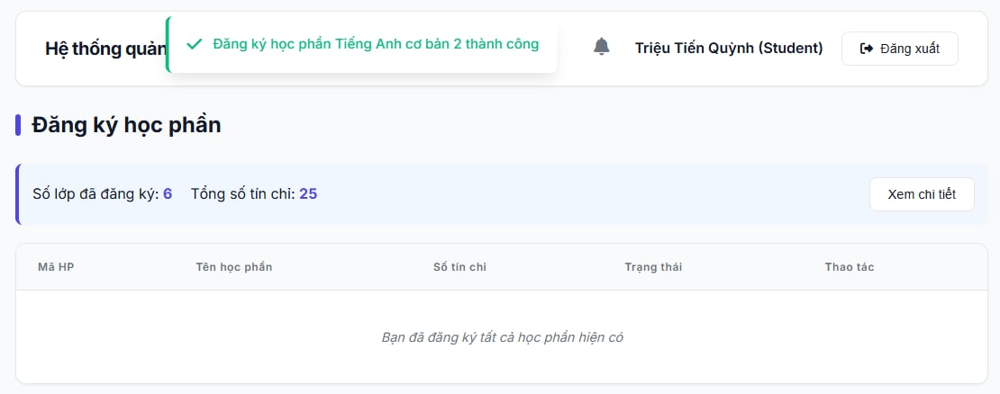 Hệ thống quản
Đăng ký học phần Tiếng Anh cơ bản 2 thành công
Triệu Tiến Quỳnh (Student)
Đăng xuất
Đăng ký học phần
Số lớp đã đăng ký: 6 Tổng số tín chỉ: 25
Xem chi tiết
Mã HP Tên học phần Số tín chỉ Trạng thái Thao tác
Bạn đã đăng ký tất cả học phần hiện có